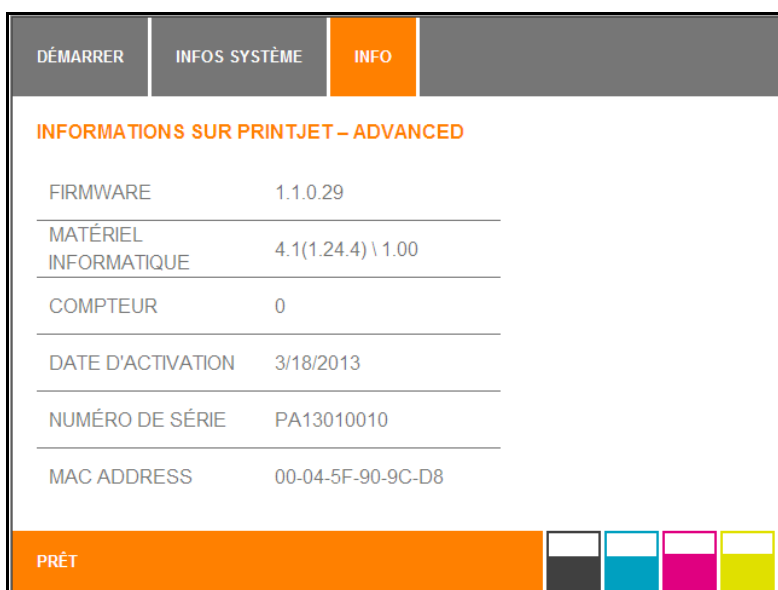 DÉMARRER INFOS SYSTÈME INFO
INFORMATIONS SUR PRINTJET – ADVANCED
FIRMWARE 1.1.0.29
MATÉRIEL
INFORMATIQUE 4.1(1.24.4) \ 1.00
COMPTEUR 0
DATE D'ACTIVATION 3/18/2013
NUMÉRO DE SÉRIE PA13010010
MAC ADDRESS 00-04-5F-90-9C-D8
PRÊT